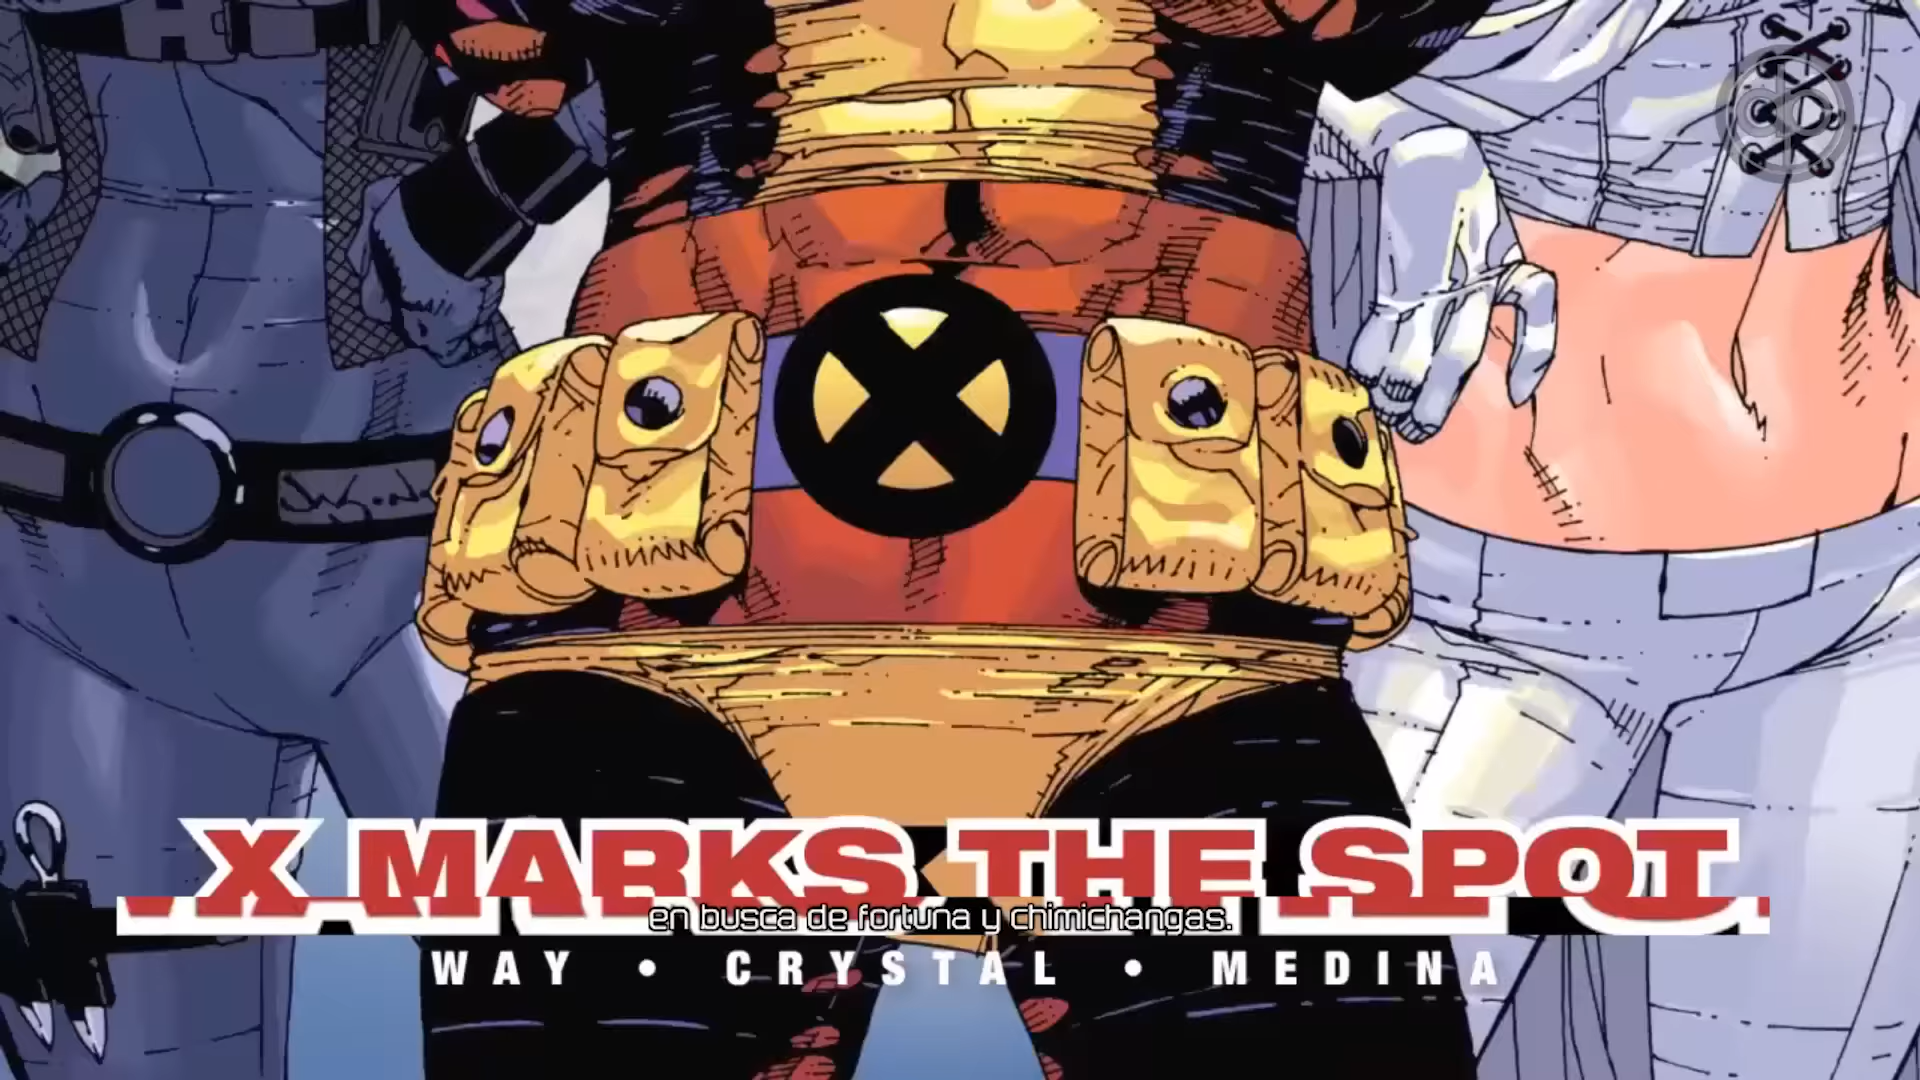 X MARKS THE SPOT
en busca de fortuna y chimichangas.
WAY • CRYSTAL • MEDINA